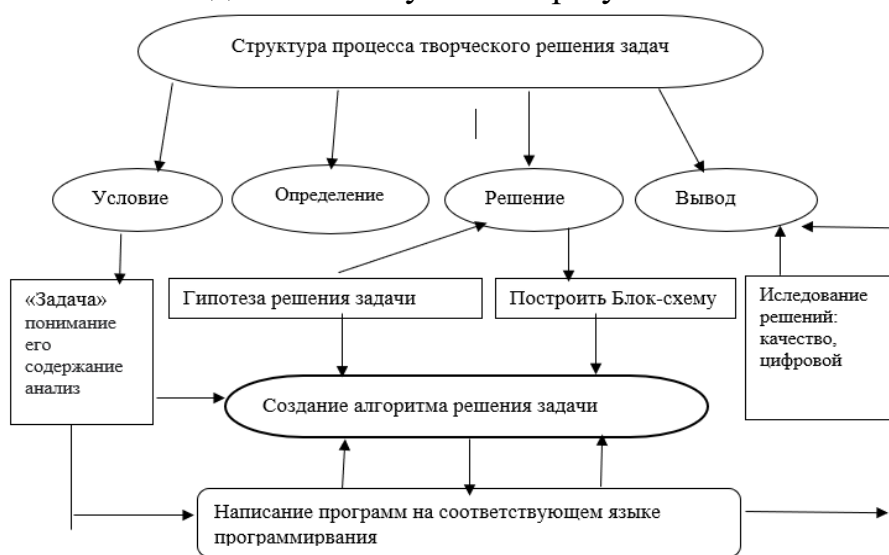 Структура процесса творческого решения задач
Условие
Определение
Решение
Вывод
«Задача»
понимание
его
содержание
анализ
Гипотеза решения задачи
Построить Блок-схему
Иследование
решений:
качество,
цифровой
Создание алгоритма решения задачи
Написание программ на соответствующем языке
программирвания